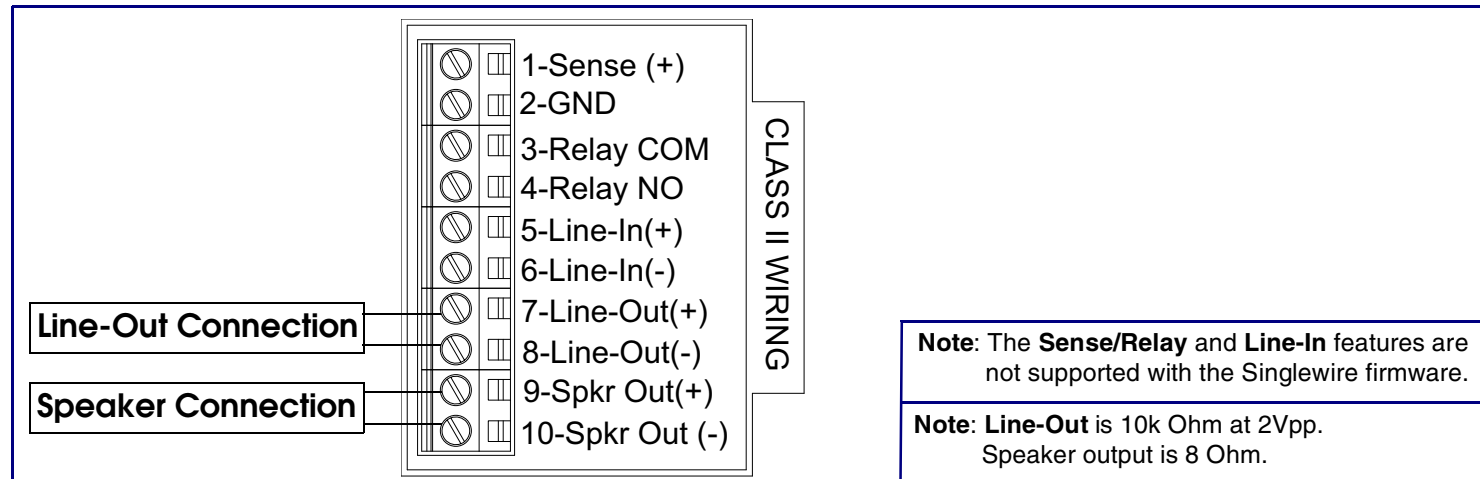 1-Sense (+)
2-GND
3-Relay COM
4-Relay NO
5-Line-In(+)
6-Line-In(-)
7-Line-Out(+)
8-Line-Out(-)
9-Spkr Out(+)
10-Spkr Out (-)
CLASS II WIRING
Line-Out Connection
Speaker Connection
Note: The Sense/Relay and Line-In features are
not supported with the Singlewire firmware.
Note: Line-Out is 10k Ohm at 2Vpp.
Speaker output is 8 Ohm.